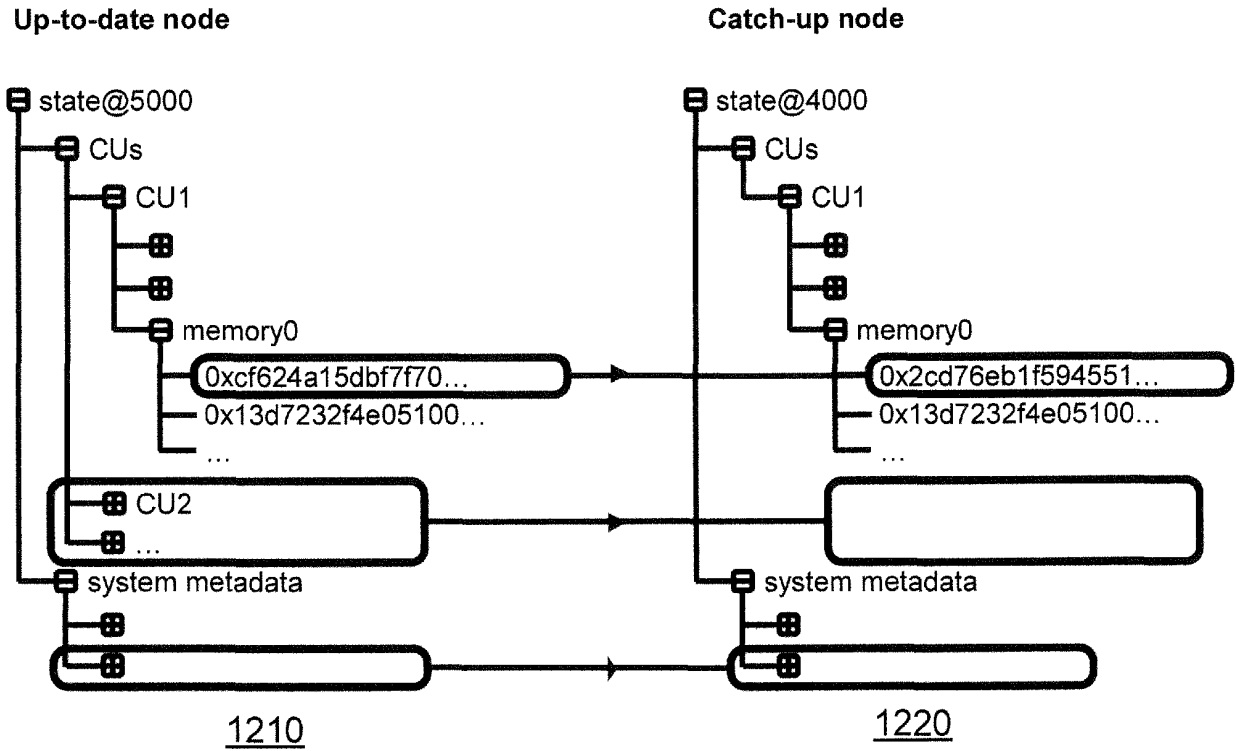 Up-to-date node
state@5000
CUs
CU1
memory0
0xcf624a15dbf7f70...
0x13d7232f4e05100...
...
CU2
...
system metadata
1210
Catch-up node
state@4000
CUs
CU1
memory0
0x2cd76eb1f594551...
0x13d7232f4e05100...
...
system metadata
1220